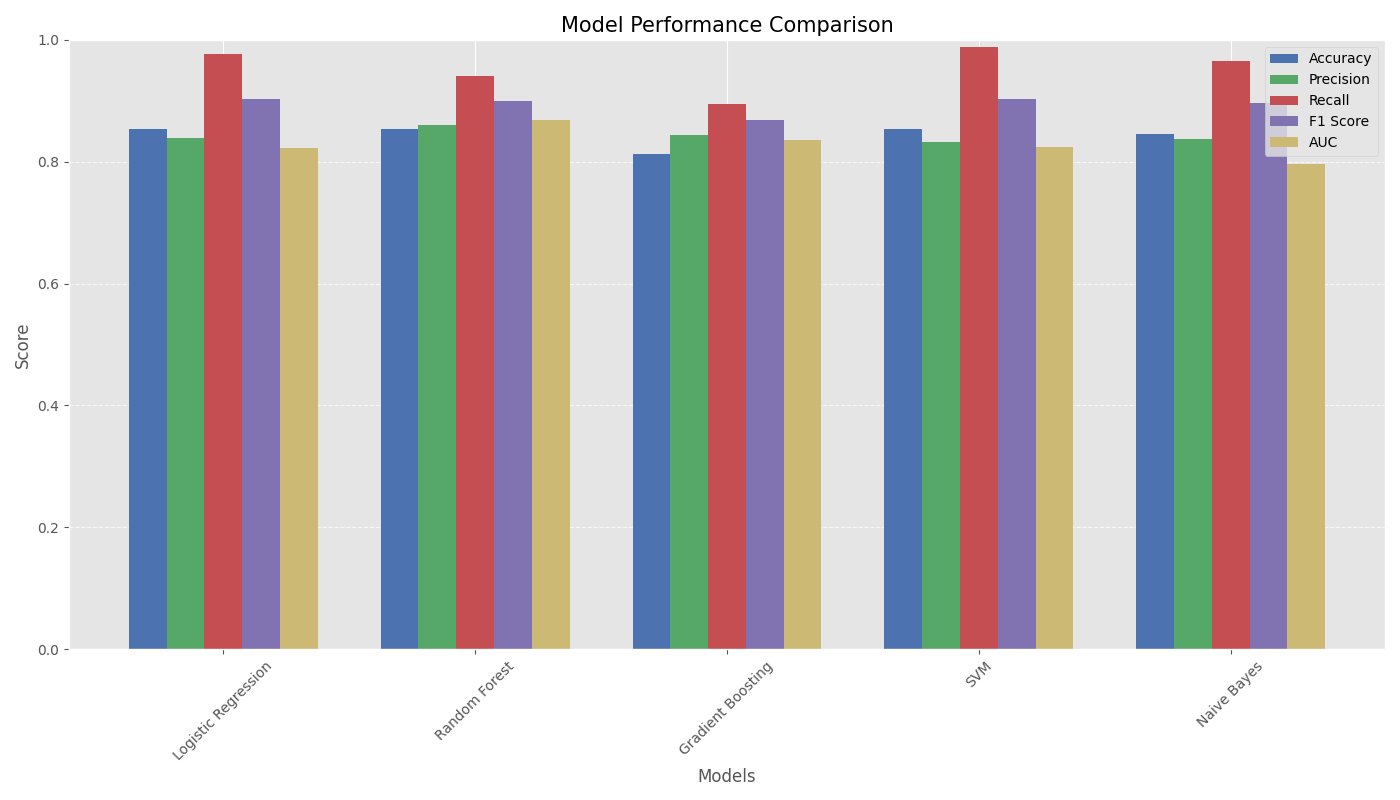 Model Performance Comparison
1.0
0.8
0.6
0.4
0.2
0.0
Score
Accuracy
Precision
Recall
F1 Score
AUC
Logistic Regression
Random Forest
Gradient Boosting
SVM
Naive Bayes
Models